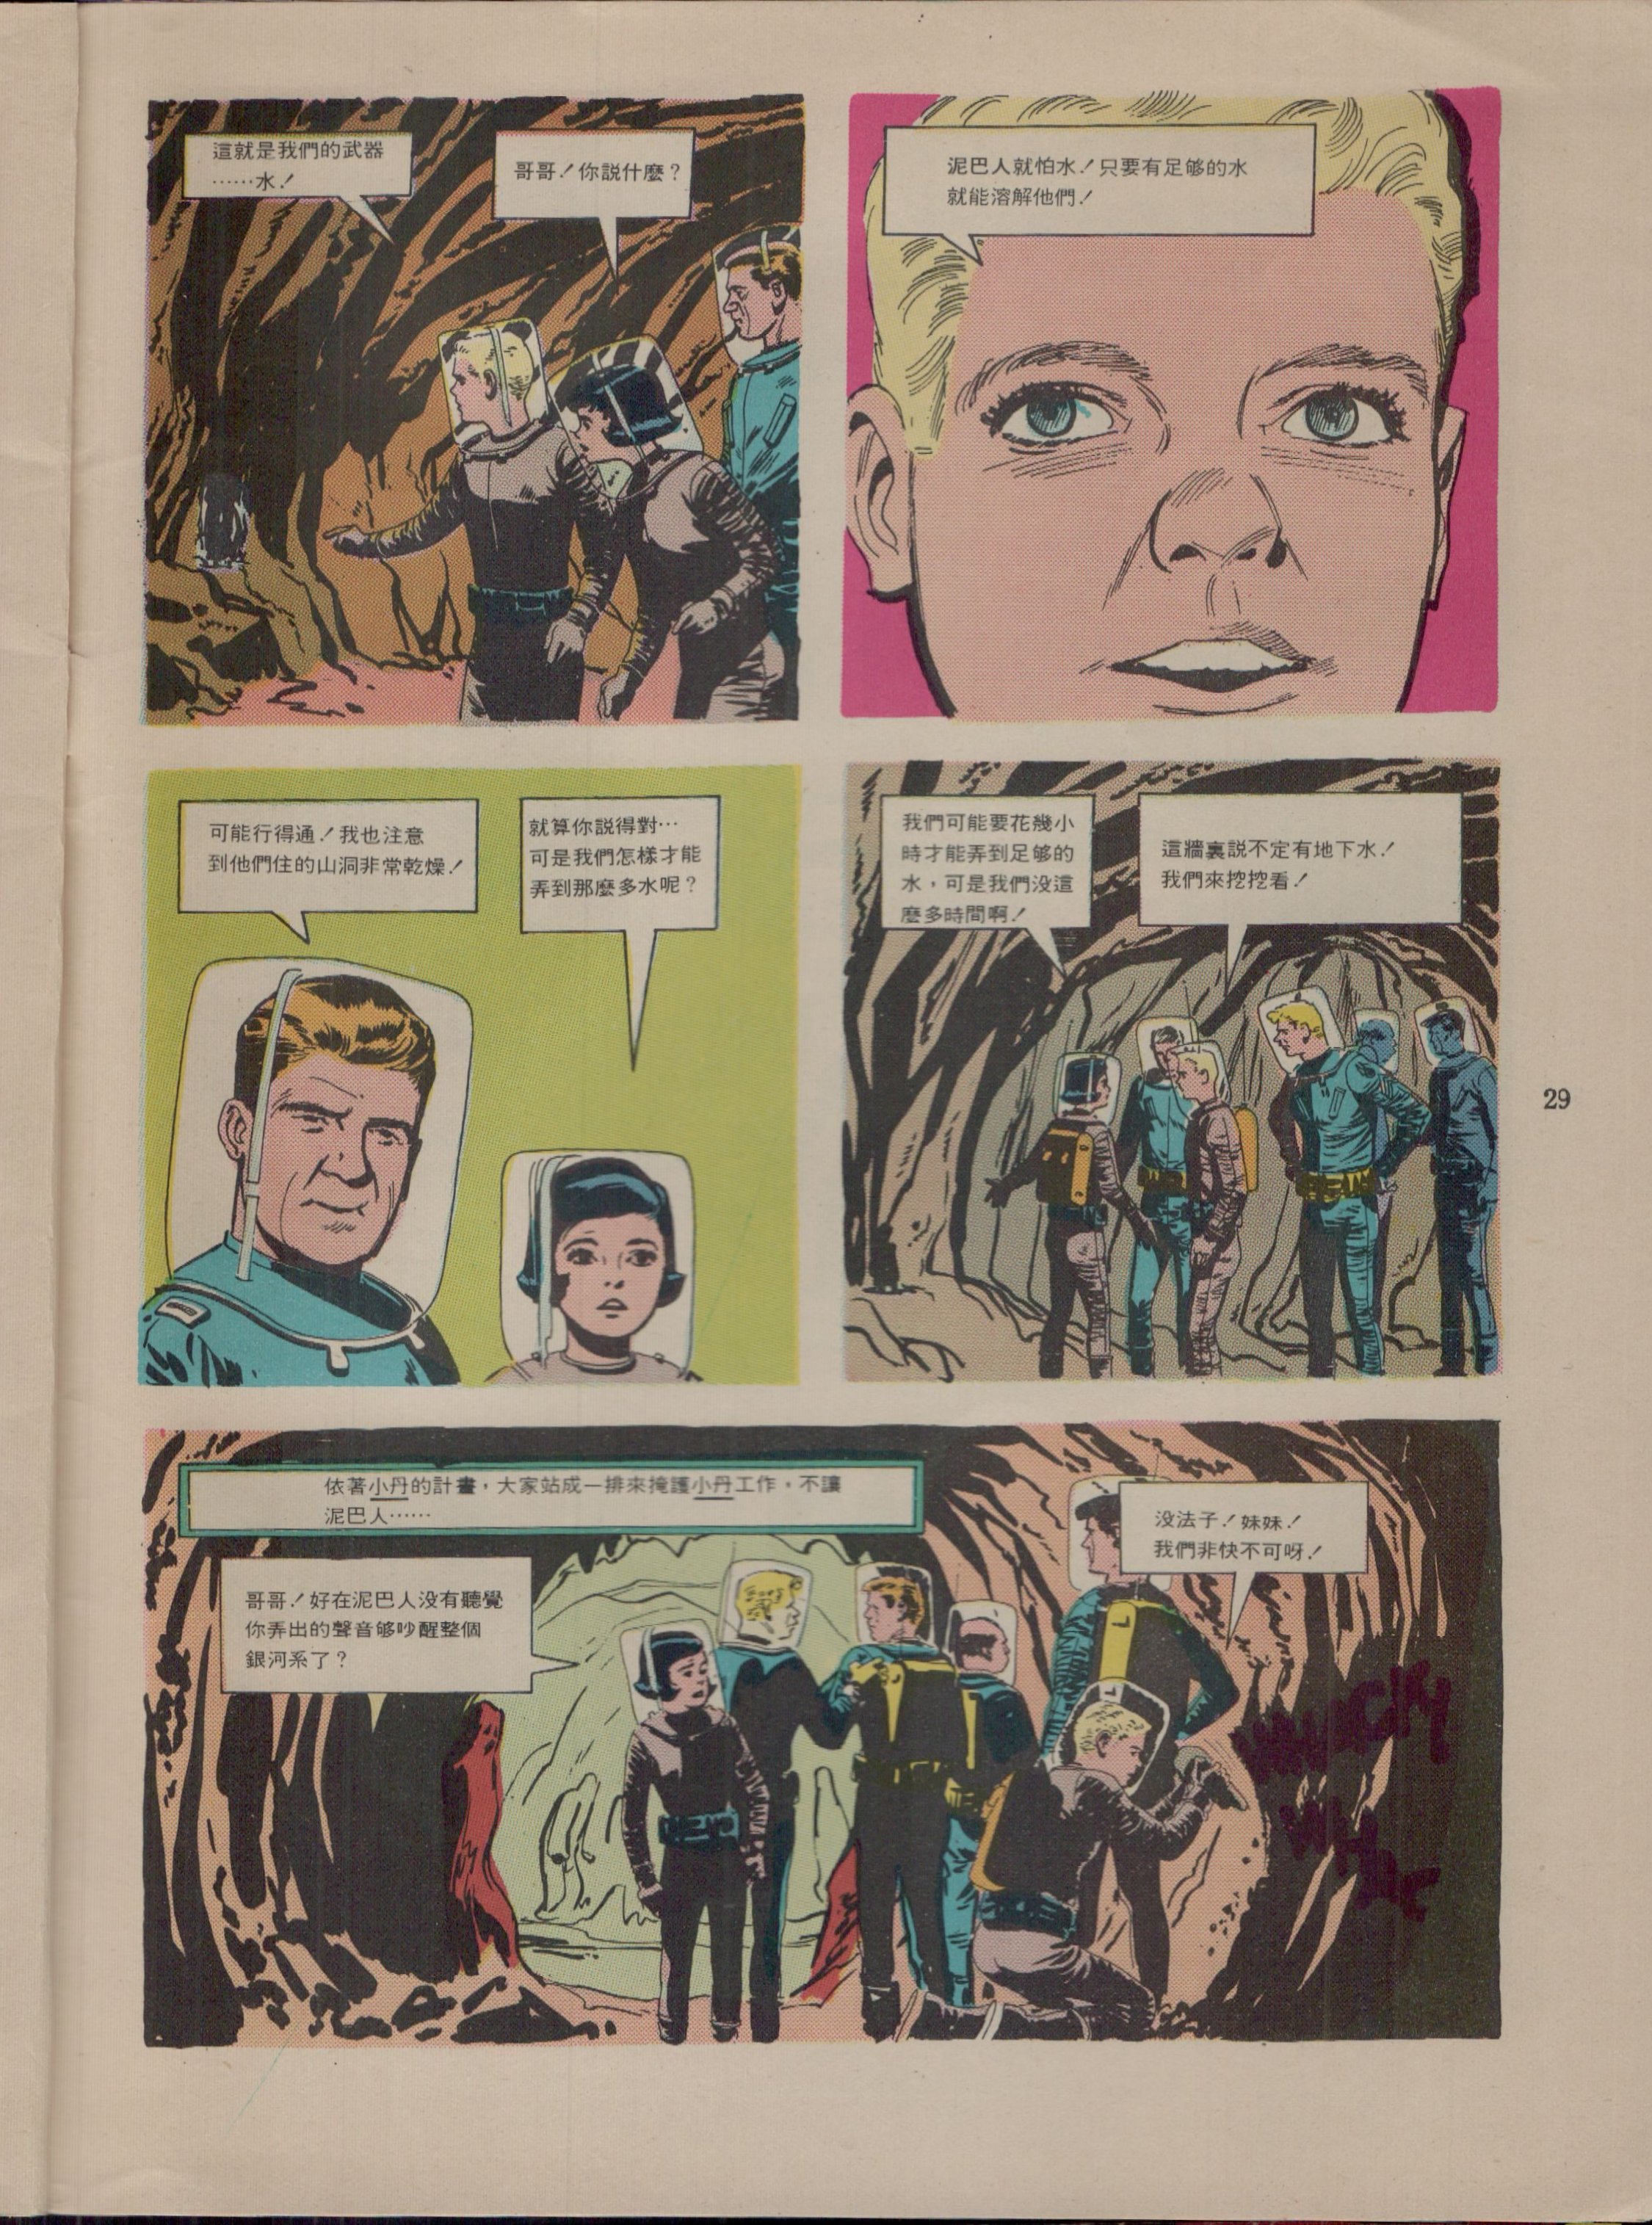 這就是我們的武器
……水！
哥哥！你説什麽？
泥巴人就怕水！只要有足够的水
就能溶解他們！
可能行得通！我也注意
到他們住的山洞非常乾燥！
就算你説得對…
可是我們怎樣才能
弄到那麽多水呢？
我們可能要花幾小
時才能弄到足够的
水，可是我們没這
麽多時間啊！
這牆裏説不定有地下水！
我們來挖挖看！
29
依著小丹的計畫，大家站成一排來掩護小丹工作，不讓
泥巴人……
哥哥！好在泥巴人没有聽覺
你弄出的聲音够吵醒整個
銀河系了？
没法子！妹妹！
我們非快不可呀！